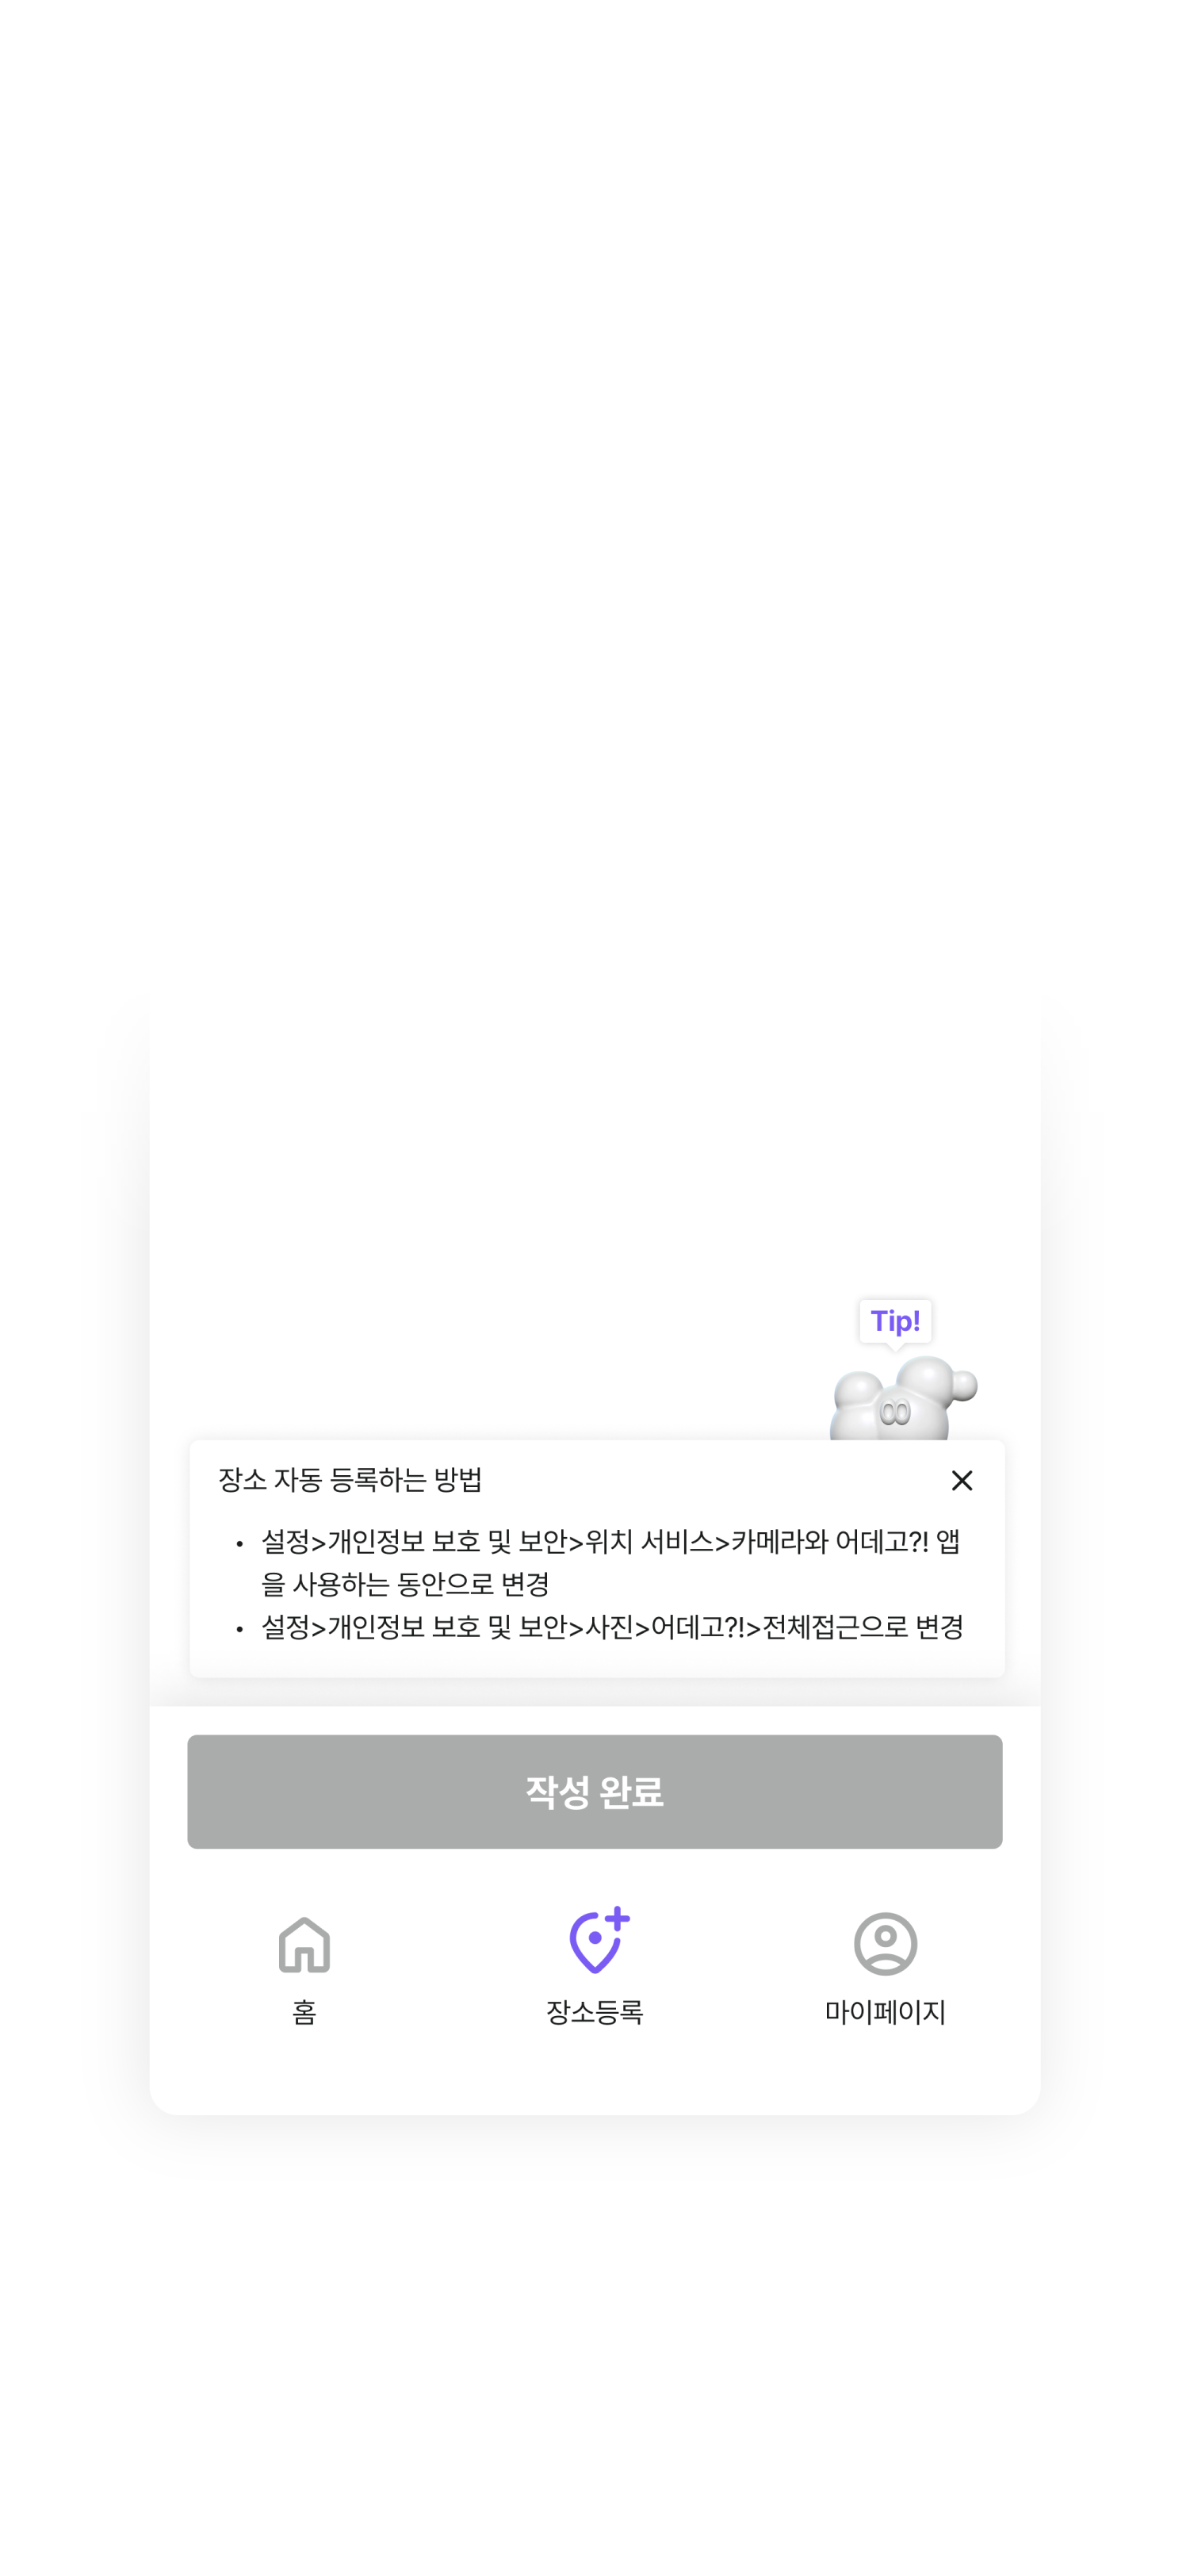 Tip!
장소 자동 등록하는 방법
• 설정>개인정보 보호 및 보안>위치 서비스>카메라와 어데고?! 앱
을 사용하는 동안으로 변경
• 설정>개인정보 보호 및 보안>사진>어데고?!>전체접근으로 변경
작성 완료
홈
장소등록
마이페이지